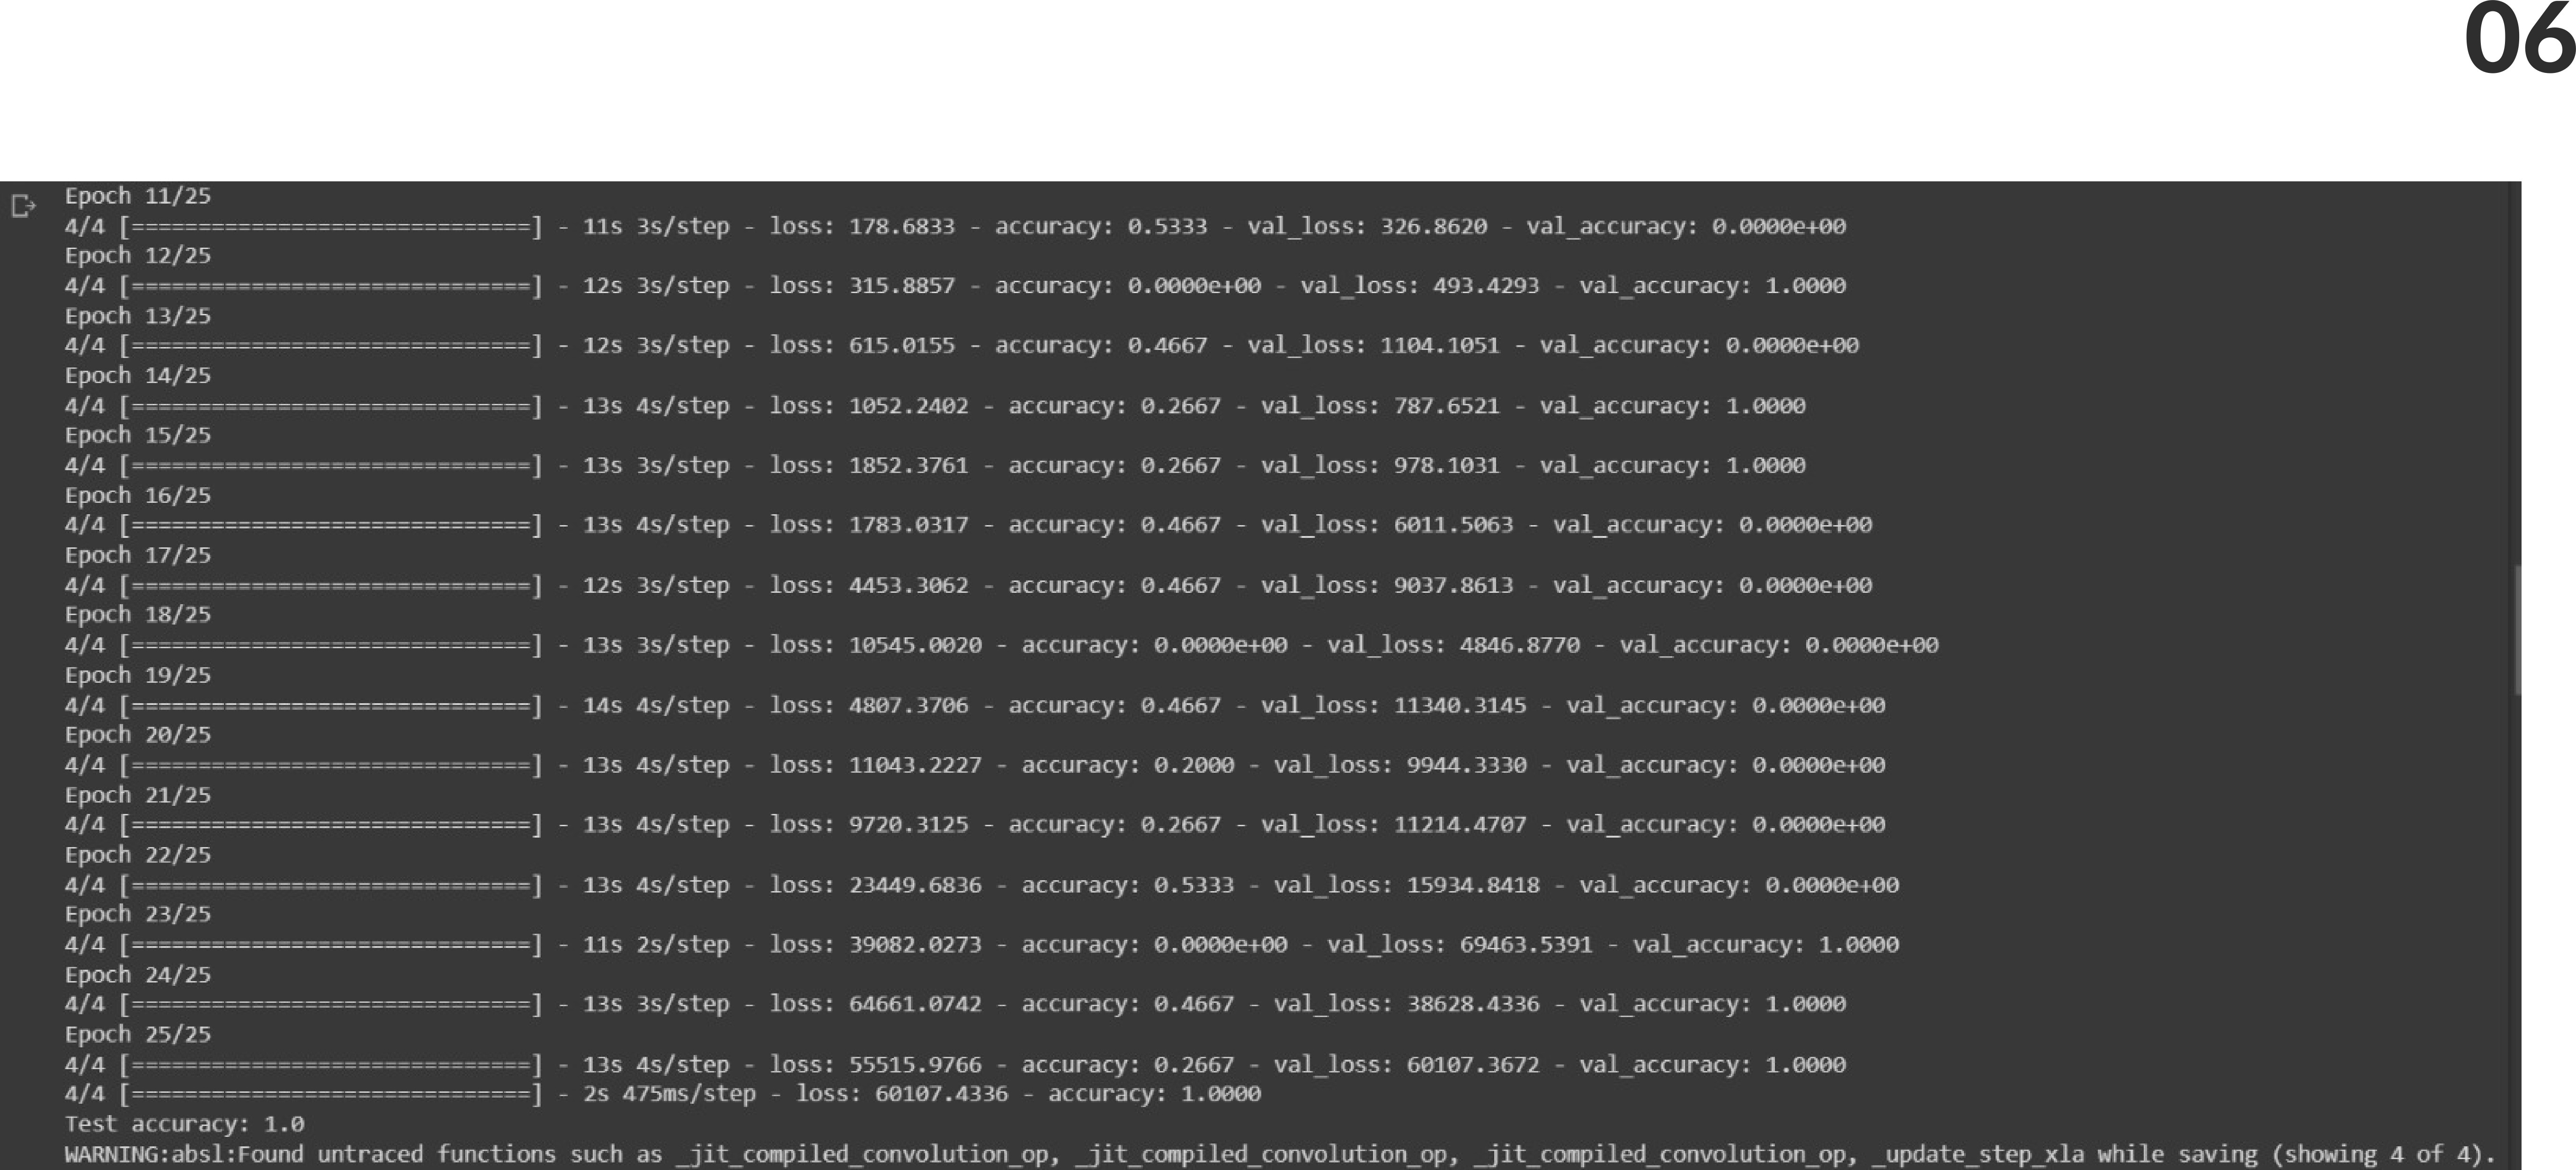 06
Epoch 11/25
4/4 [==============================] - 11s 3s/step - loss: 178.6833 - accuracy: 0.5333 - val_loss: 326.8620 - val_accuracy: 0.0000e+00
Epoch 12/25
4/4 [==============================] - 12s 3s/step - loss: 315.8857 - accuracy: 0.0000e+00 - val_loss: 493.4293 - val_accuracy: 1.0000
Epoch 13/25
4/4 [==============================] - 12s 3s/step - loss: 615.0155 - accuracy: 0.4667 - val_loss: 1104.1051 - val_accuracy: 0.0000e+00
Epoch 14/25
4/4 [==============================] - 13s 4s/step - loss: 1052.2402 - accuracy: 0.2667 - val_loss: 787.6521 - val_accuracy: 1.0000
Epoch 15/25
4/4 [==============================] - 13s 3s/step - loss: 1852.3761 - accuracy: 0.2667 - val_loss: 978.1031 - val_accuracy: 1.0000
Epoch 16/25
4/4 [==============================] - 13s 4s/step - loss: 1783.0317 - accuracy: 0.4667 - val_loss: 6011.5063 - val_accuracy: 0.0000e+00
Epoch 17/25
4/4 [==============================] - 12s 3s/step - loss: 4453.3062 - accuracy: 0.4667 - val_loss: 9037.8613 - val_accuracy: 0.0000e+00
Epoch 18/25
4/4 [==============================] - 13s 3s/step - loss: 10545.0020 - accuracy: 0.0000e+00 - val_loss: 4846.8770 - val_accuracy: 0.0000e+00
Epoch 19/25
4/4 [==============================] - 14s 4s/step - loss: 4807.3706 - accuracy: 0.4667 - val_loss: 11340.3145 - val_accuracy: 0.0000e+00
Epoch 20/25
4/4 [==============================] - 13s 4s/step - loss: 11043.2227 - accuracy: 0.2000 - val_loss: 9944.3330 - val_accuracy: 0.0000e+00
Epoch 21/25
4/4 [==============================] - 13s 4s/step - loss: 9720.3125 - accuracy: 0.2667 - val_loss: 11214.4707 - val_accuracy: 0.0000e+00
Epoch 22/25
4/4 [==============================] - 13s 4s/step - loss: 23449.6836 - accuracy: 0.5333 - val_loss: 15934.8418 - val_accuracy: 0.0000e+00
Epoch 23/25
4/4 [==============================] - 11s 2s/step - loss: 39082.0273 - accuracy: 0.0000e+00 - val_loss: 69463.5391 - val_accuracy: 1.0000
Epoch 24/25
4/4 [==============================] - 13s 3s/step - loss: 64661.0742 - accuracy: 0.4667 - val_loss: 38628.4336 - val_accuracy: 1.0000
Epoch 25/25
4/4 [==============================] - 13s 4s/step - loss: 55515.9766 - accuracy: 0.2667 - val_loss: 60107.3672 - val_accuracy: 1.0000
4/4 [==============================] - 2s 475ms/step - loss: 60107.4336 - accuracy: 1.0000
Test accuracy: 1.0
WARNING:absl:Found untraced functions such as _jit_compiled_convolution_op, _jit_compiled_convolution_op, _jit_compiled_convolution_op, _update_step_xla while saving (showing 4 of 4).